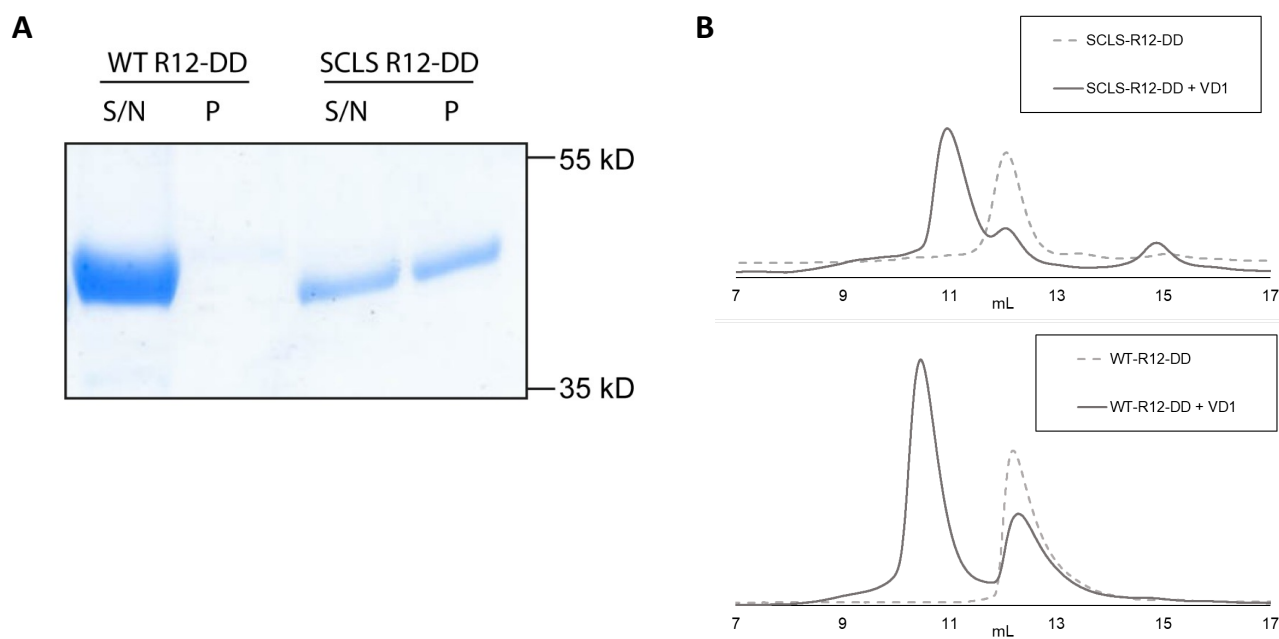 A
WT R12-DD SCLS R12-DD
S/N P S/N P
55 kD
35 kD
B
SCLS-R12-DD
SCLS-R12-DD + VD1
7 9 11 13 15 17
mL
WT-R12-DD
WT-R12-DD + VD1
7 9 11 13 15 17
mL